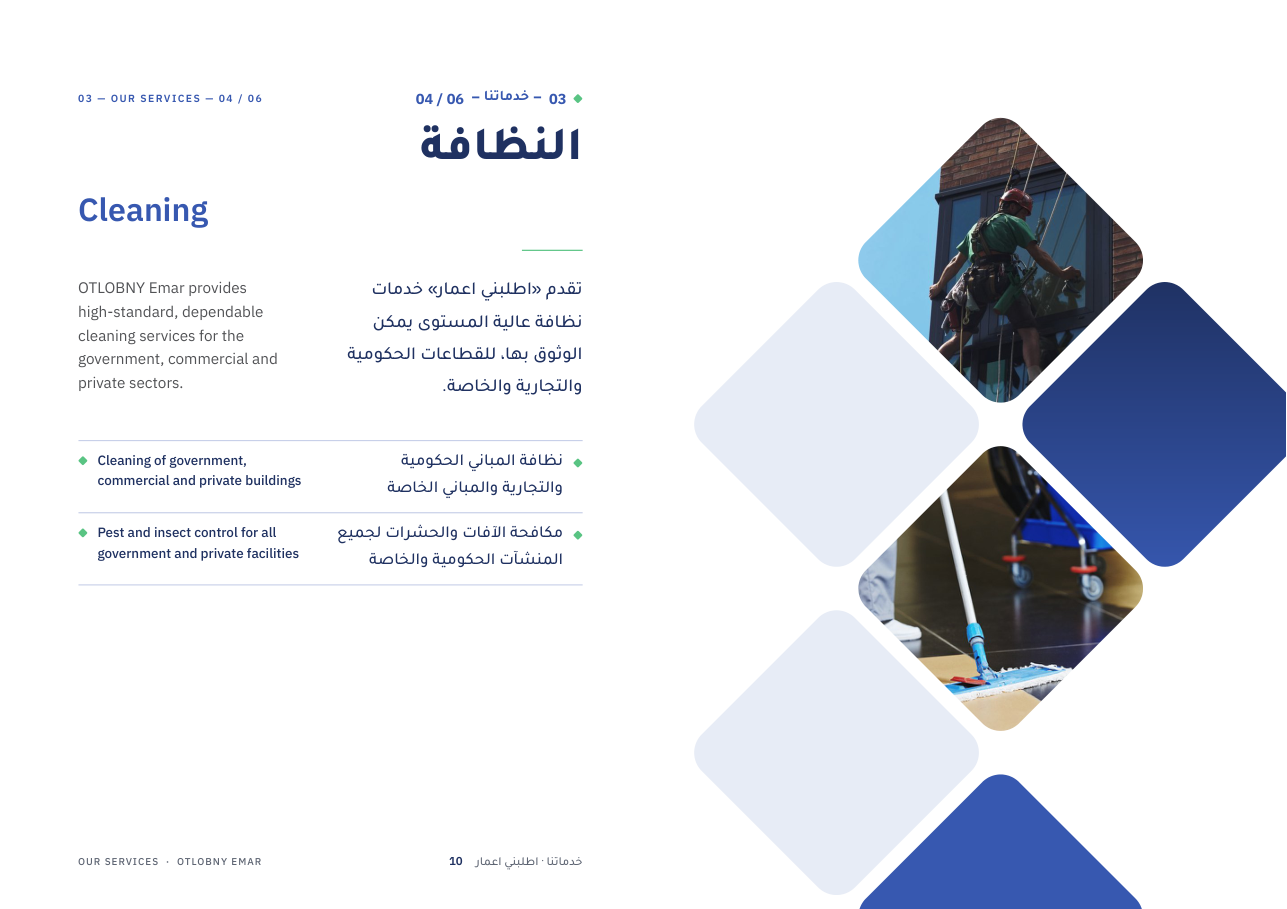 03 — OUR SERVICES — 04 / 06
03 – خدماتنا – 04 / 06
النظافة
Cleaning
OTLOBNY Emar provides
high-standard, dependable
cleaning services for the
government, commercial and
private sectors.
تقدم «اطلبني اعمار» خدمات
نظافة عالية المستوى يمكن
الوثوق بها، للقطاعات الحكومية
والتجارية والخاصة.
Cleaning of government,
commercial and private buildings
نظافة المباني الحكومية
والتجارية والمباني الخاصة
Pest and insect control for all
government and private facilities
مكافحة الآفات والحشرات لجميع
المنشآت الحكومية والخاصة
OUR SERVICES · OTLOBNY EMAR
خدماتنا · اطلبني اعمار 10